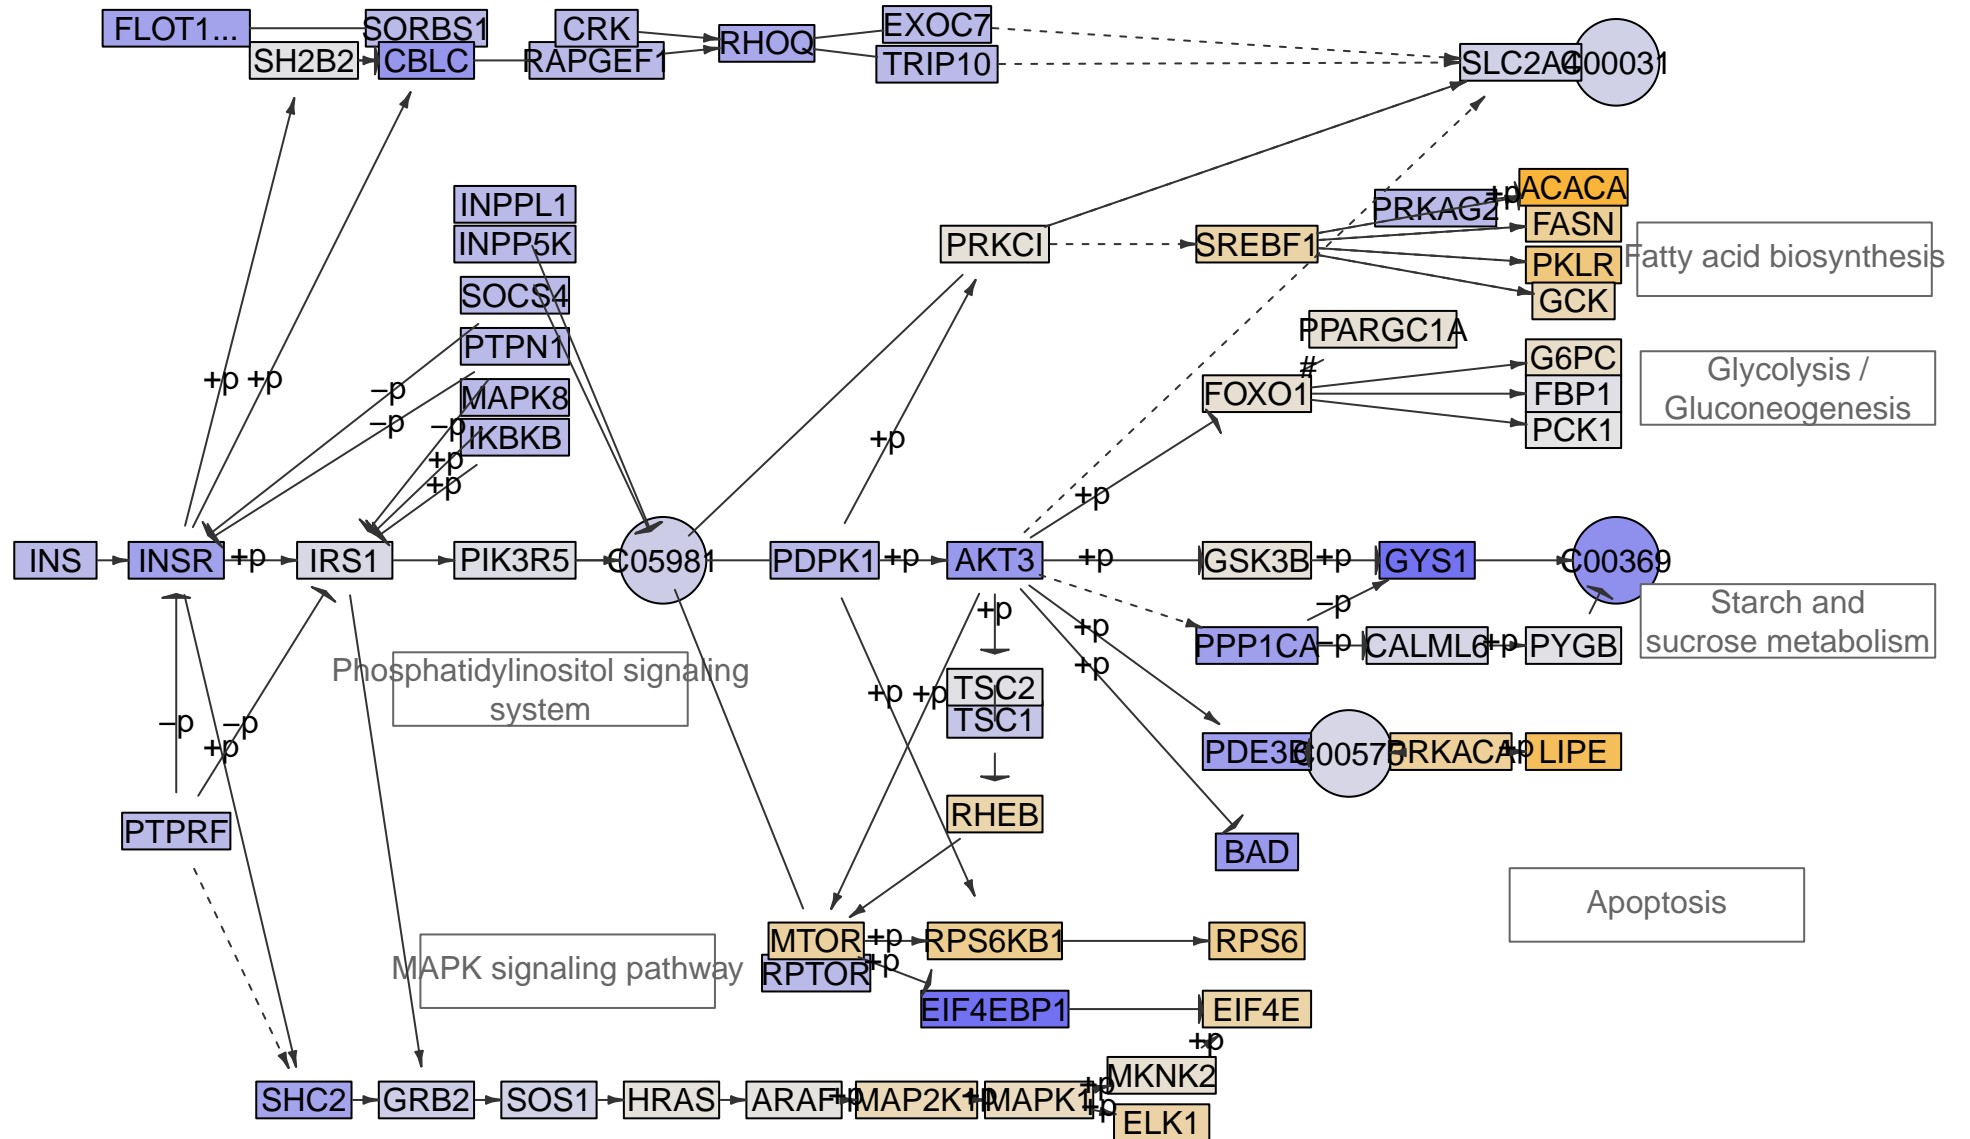 FLOT1...
SORBS1
CRK
EXOC7
SH2B2
CBLC
RAPGEF1
RHOQ
TRIP10
SLC2A4
C00031
INPPL1
INPP5K
SOCS4
PTPN1
MAPK8
IKBKB
PRKCI
SREBF1
PRKAG2
+p
ACACA
FASN
PKLR
GCK
Fatty acid biosynthesis
PPARGC1A
#
FOXO1
G6PC
FBP1
PCK1
Glycolysis /
Gluconeogenesis
+p
+p
−p
−p
−p
+p
+p
+p
+p
INS
INSR
+p
IRS1
PIK3R5
C05981
PDPK1
+p
AKT3
+p
GSK3B
+p
GYS1
C00369
−p
PPP1CA
−p
CALML6
+p
PYGB
Starch and
sucrose metabolism
Phosphatidylinositol signaling
system
+p
+p
+p
−p
−p
+p
+p
+p
TSC2
TSC1
PDE3B
C00575
PRKACA
+p
LIPE
PTPRF
RHEB
BAD
Apoptosis
MTOR
+p
RPS6KB1
RPS6
RPTOR
+p
MAPK signaling pathway
EIF4EBP1
EIF4E
+p
SHC2
GRB2
SOS1
HRAS
ARAF
+p
MAP2K1
+p
MAPK1
+p
+p
MKNK2
ELK1